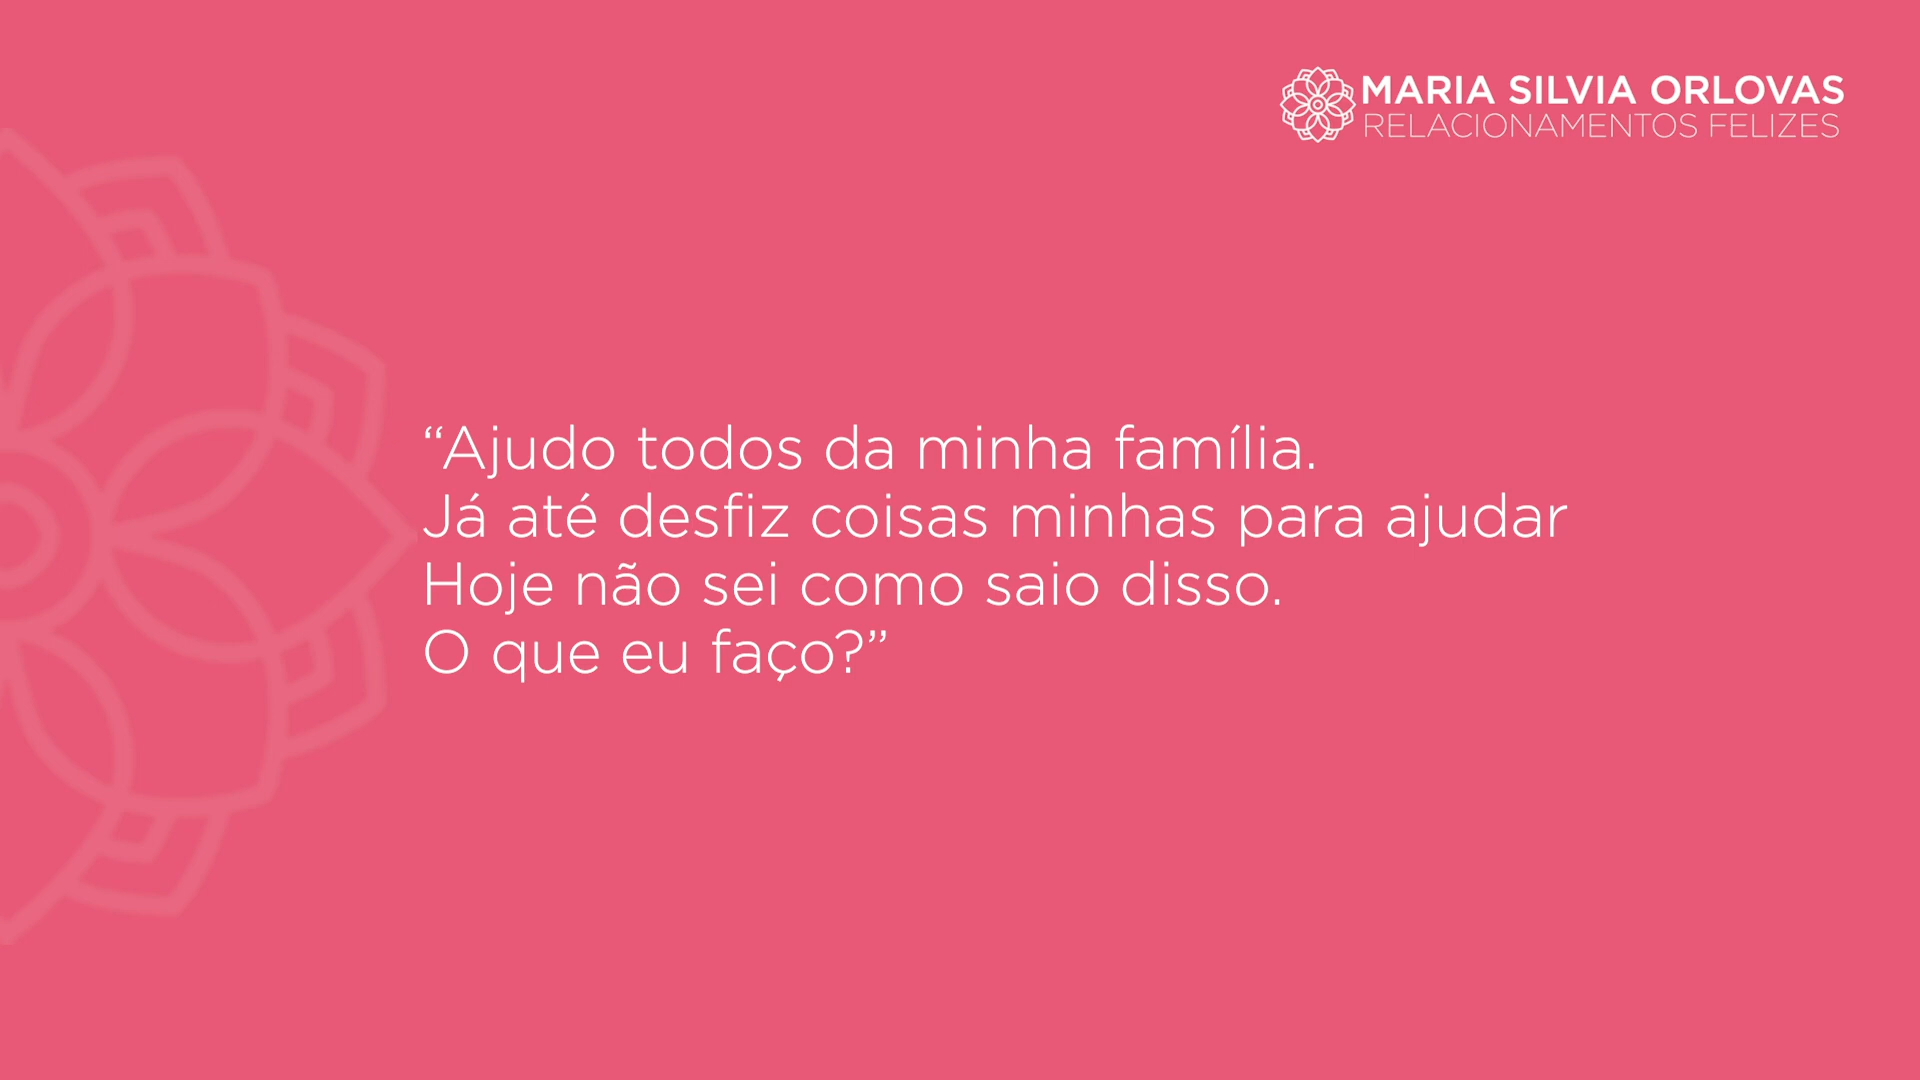 MARIA SILVIA ORLOVAS
RELACIONAMENTOS FELIZES
“Ajudo todos da minha família.
Já até desfiz coisas minhas para ajudar
Hoje não sei como saio disso.
O que eu faço?”